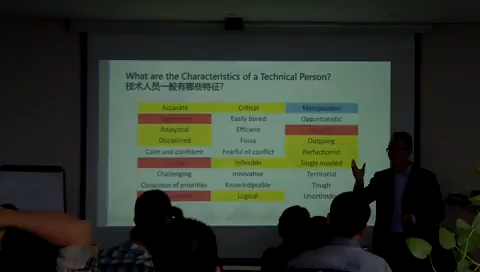 What are the Characteristics of a Technical Person?
技术人员一般有哪些特征?
Accurate Critical Manipulation
Easily bored Opportunistic
Analytical Efficient
Disciplined Fussy Outgoing
Calm and confident Fearful of conflict Perfectionist
Inflexible Single minded
Challenging Innovative Territorial
Conscious of priorities Knowledgeable Tough
Logical